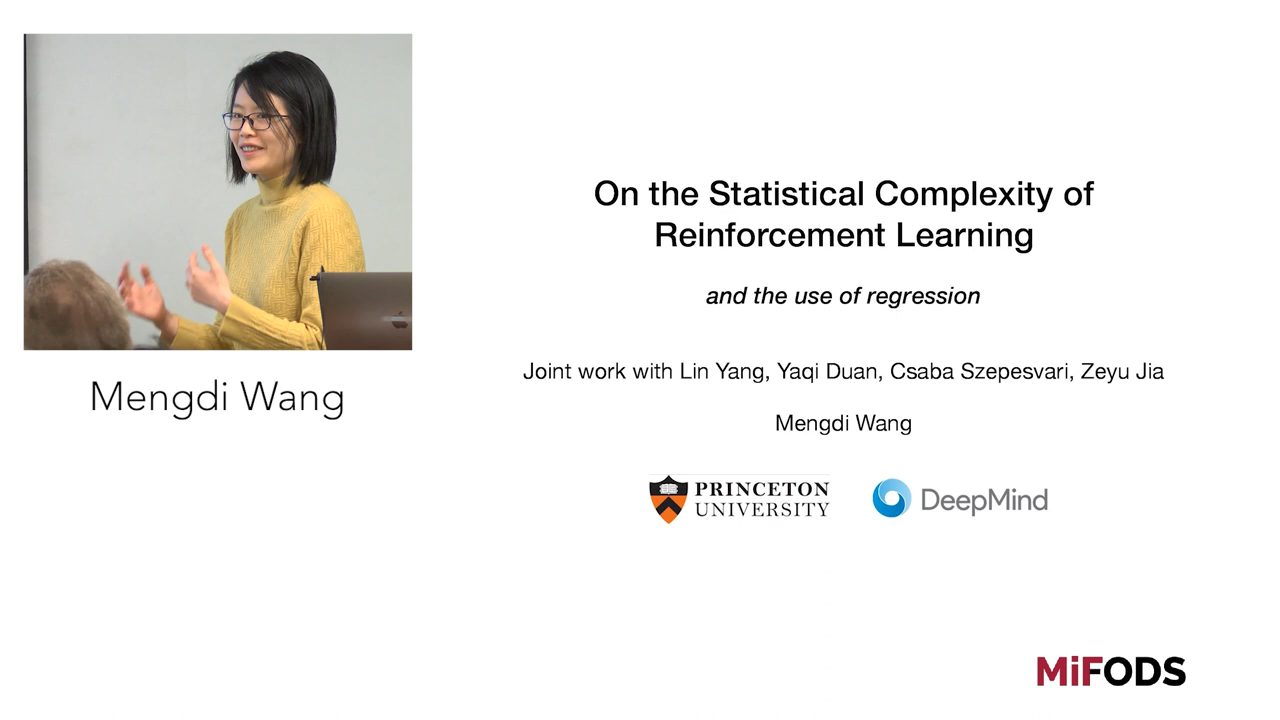 Mengdi Wang
On the Statistical Complexity of
Reinforcement Learning
and the use of regression
Joint work with Lin Yang, Yaqi Duan, Csaba Szepesvari, Zeyu Jia
Mengdi Wang
PRINCETON
UNIVERSITY
DeepMind
MiFODS